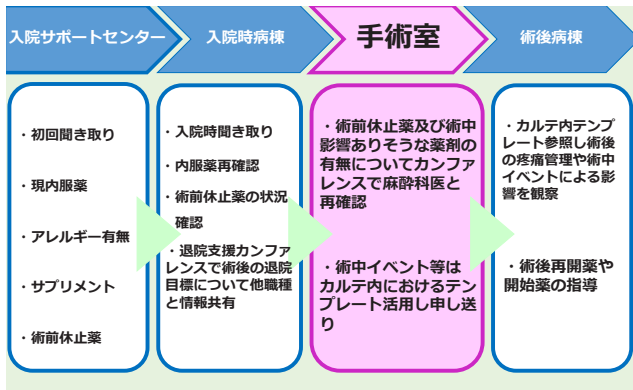 入院サポートセンター
入院時病棟
手術室
術後病棟
・初回聞き取り
・現内服薬
・アレルギー有無
・サプリメント
・術前休止薬
・入院時聞き取り
・内服薬再確認
・術前休止薬の状況
確認
・退院支援カンファ
レンスで術後の退院
目標について他職種
と情報共有
・術前休止薬及び術中
影響ありそうな薬剤の
有無についてカンファ
レンスで麻酔科医と
再確認
・術中イベント等は
カルテ内におけるテン
プレート活用し申し送
り
・カルテ内テンプ
レート参照し術後
の疼痛管理や術中
イベントによる影
響を観察
・術後再開薬や
開始薬の指導